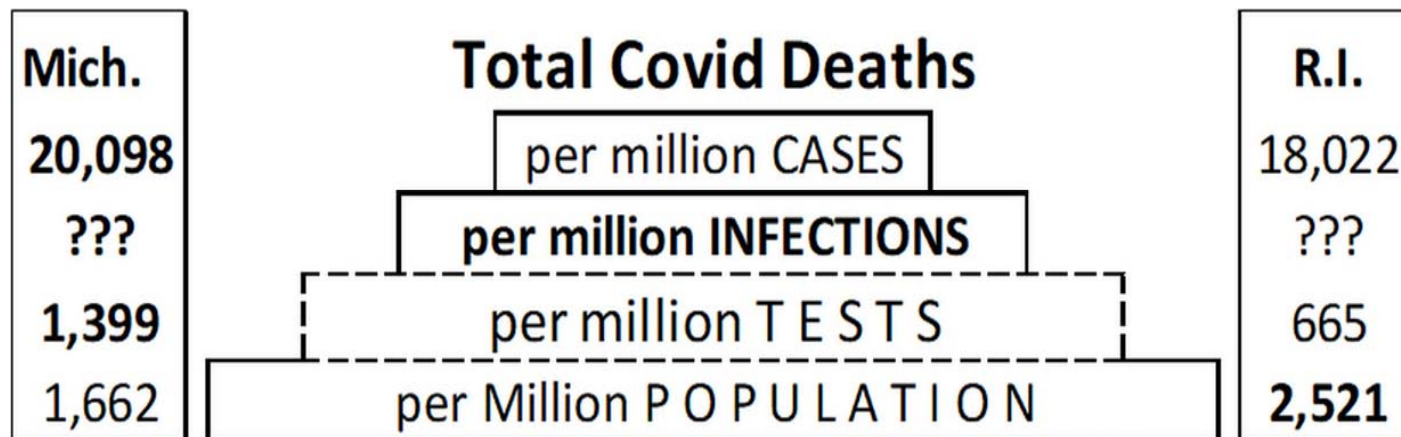 Mich. Total Covid Deaths R.I.
20,098 per million CASES 18,022
??? per million INFECTIONS ???
1,399 per million T E S T S 665
1,662 per Million P O P U L A T I O N 2,521